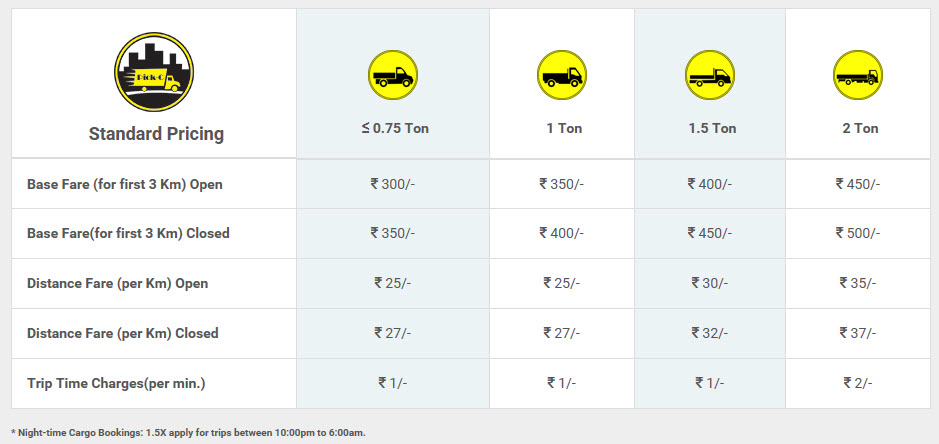 Pick-C
Standard Pricing ≤ 0.75 Ton 1 Ton 1.5 Ton 2 Ton
Base Fare (for first 3 Km) Open ₹ 300/- ₹ 350/- ₹ 400/- ₹ 450/-
Base Fare(for first 3 Km) Closed ₹ 350/- ₹ 400/- ₹ 450/- ₹ 500/-
Distance Fare (per Km) Open ₹ 25/- ₹ 25/- ₹ 30/- ₹ 35/-
Distance Fare (per Km) Closed ₹ 27/- ₹ 27/- ₹ 32/- ₹ 37/-
Trip Time Charges(per min.) ₹ 1/- ₹ 1/- ₹ 1/- ₹ 2/-
* Night-time Cargo Bookings: 1.5X apply for trips between 10:00pm to 6:00am.